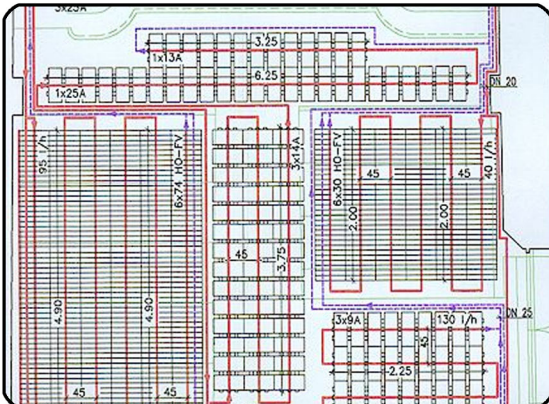 3x25A
3.25
1x13A
6.25
1x25A
DN 20
95 l/h
6x74 HO-FV
3x14A
6x30 HO-FV
45
45
40 l/h
2.00
2.00
45
3.75
4.90
4.90
3x9A
130 l/h
DN 25
45
2.25
45
45